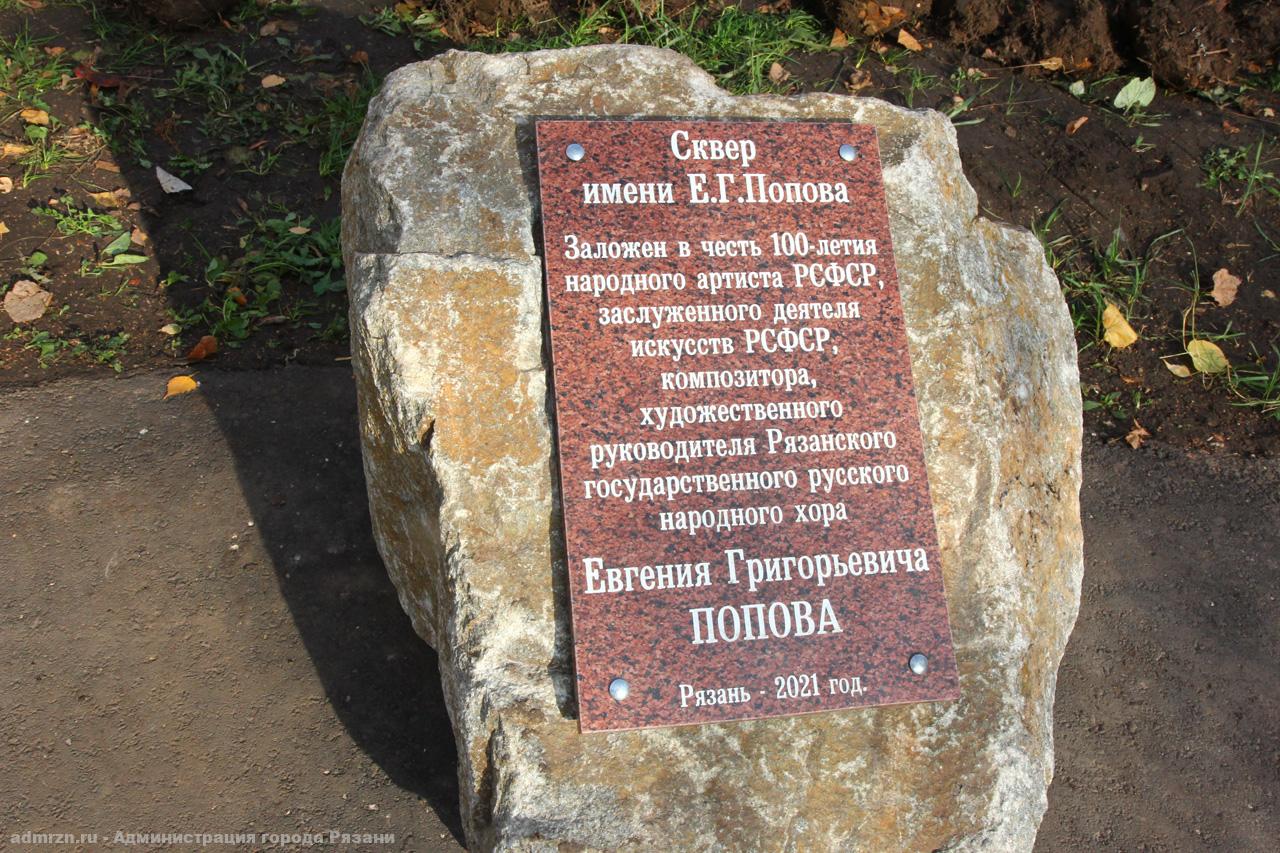 Сквер
имени Е.Г.Попова
Заложен в честь 100-летия
народного артиста РСФСР,
заслуженного деятеля
искусств РСФСР,
композитора,
художественного
руководителя Рязанского
государственного русского
народного хора
Евгения Григорьевича
ПОПОВА
Рязань - 2021 год.
admrzn.ru - Администрация города Рязани